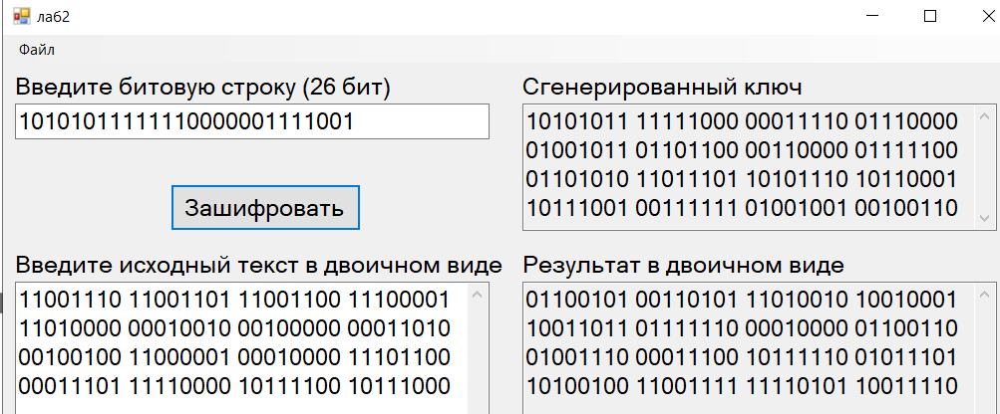 лаб2
Файл
Введите битовую строку (26 бит)
10101011111110000001111001
Зашифровать
Сгенерированный ключ
10101011 11111000 00011110 01110000
01001011 01101100 00110000 01111100
01101010 11011101 10101110 10110001
10111001 00111111 01001001 00100110
Введите исходный текст в двоичном виде
11001110 11001101 11001100 11100001
11010000 00010010 00100000 00011010
00100100 11000001 00010000 11101100
00011101 11110000 10111100 10111000
Результат в двоичном виде
01100101 00110101 11010010 10010001
10011011 01111110 00010000 01100110
01001110 00011100 10111110 01011101
10100100 11001111 11110101 10011110